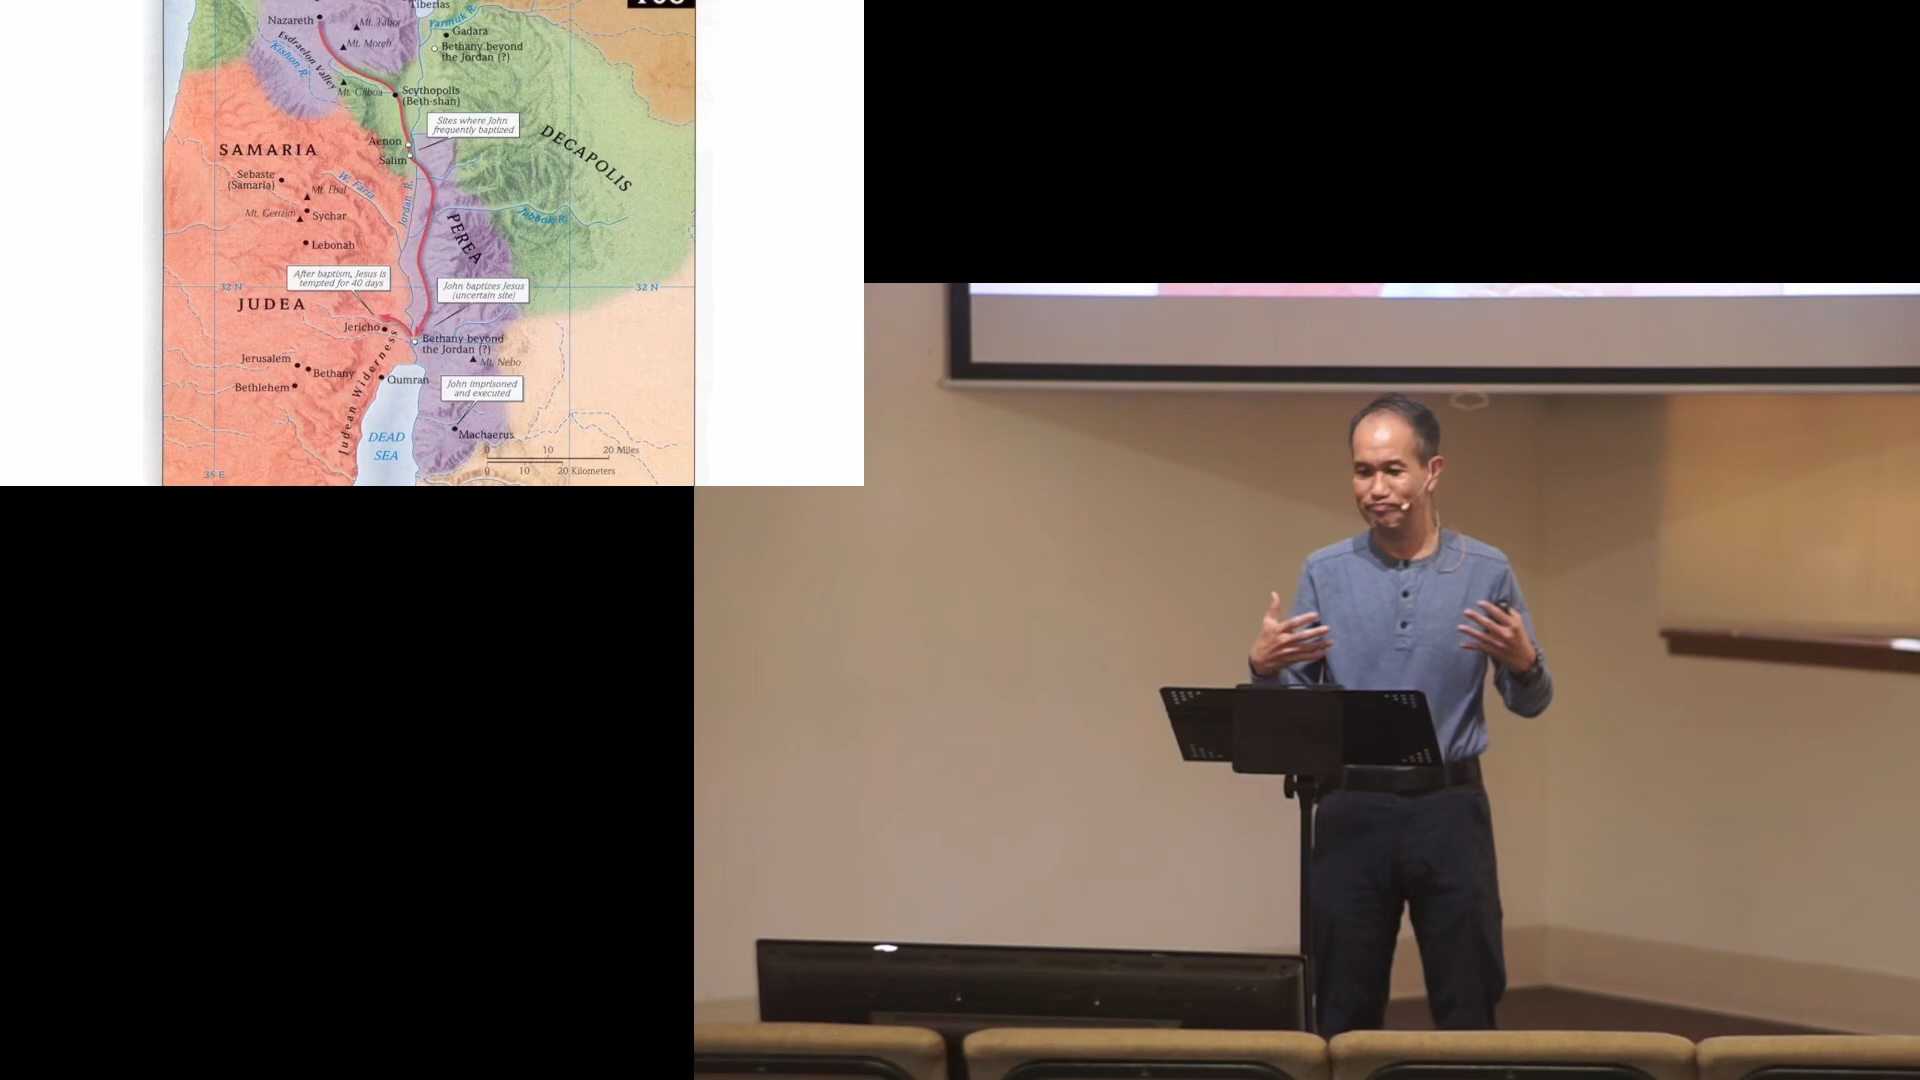 Tiberias
Nazareth
Mt. Tabor
Yarmuk R.
Gadara
Mt. Moreh
Bethany beyond
the Jordan (?)
Esdraelon Valley
Kishon R.
Mt. Gilboa
Scythopolis
(Beth-shan)
Sites where John
frequently baptized
DECAPOLIS
Aenon
Salim
SAMARIA
Sebaste
(Samaria)
Mt. Ebal
W. Faria
Jordan R.
Mt. Gerizim
Sychar
Jabbok R.
PEREA
Lebonah
After baptism, Jesus is
tempted for 40 days
John baptizes Jesus
(uncertain site)
32 N
32 N
JUDEA
Jericho
Bethany beyond
the Jordan (?)
Mt. Nebo
Jerusalem
Bethany
Bethlehem
Qumran
Judean Widerness
John imprisoned
and executed
Machaerus
DEAD
SEA
0 10 20 Miles
0 10 20 Kilometers
35 E